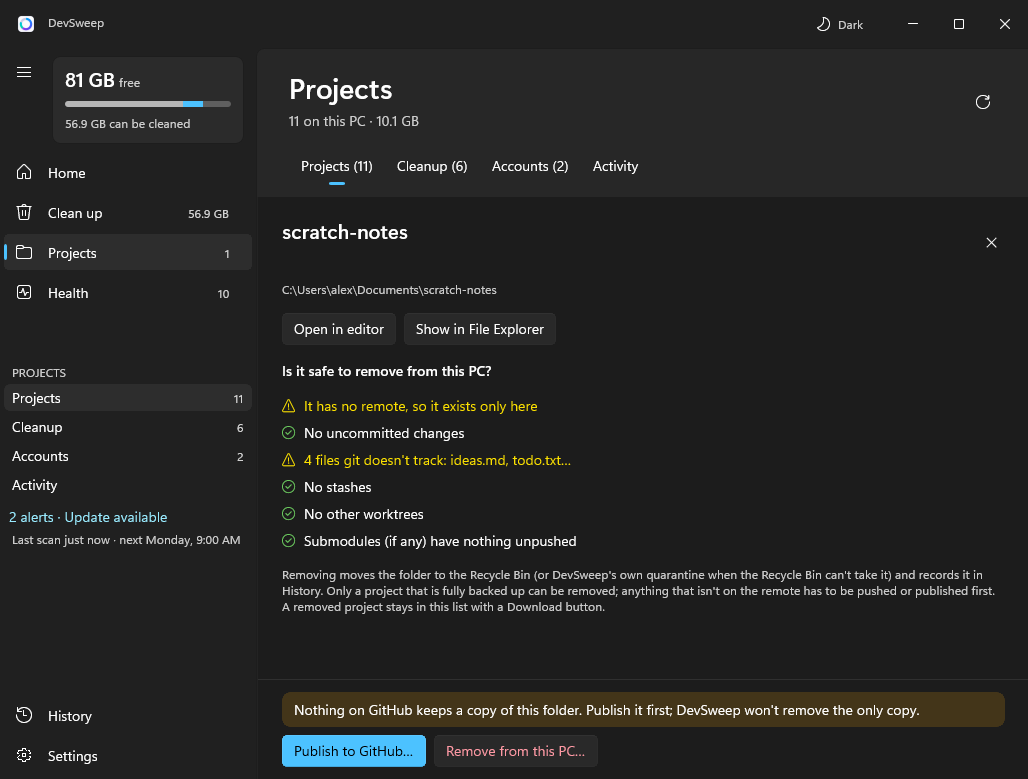 DevSweep
Dark
81 GB free
56.9 GB can be cleaned
Home
Clean up 56.9 GB
Projects 1
Health 10
PROJECTS
Projects 11
Cleanup 6
Accounts 2
Activity
2 alerts · Update available
Last scan just now · next Monday, 9:00 AM
History
Settings
Projects
11 on this PC · 10.1 GB
Projects (11) Cleanup (6) Accounts (2) Activity
scratch-notes
C:\Users\alex\Documents\scratch-notes
Open in editor Show in File Explorer
Is it safe to remove from this PC?
It has no remote, so it exists only here
No uncommitted changes
4 files git doesn't track: ideas.md, todo.txt...
No stashes
No other worktrees
Submodules (if any) have nothing unpushed
Removing moves the folder to the Recycle Bin (or DevSweep's own quarantine when the Recycle Bin can't take it) and records it in
History. Only a project that is fully backed up can be removed; anything that isn't on the remote has to be pushed or published first.
A removed project stays in this list with a Download button.
Nothing on GitHub keeps a copy of this folder. Publish it first; DevSweep won't remove the only copy.
Publish to GitHub... Remove from this PC...